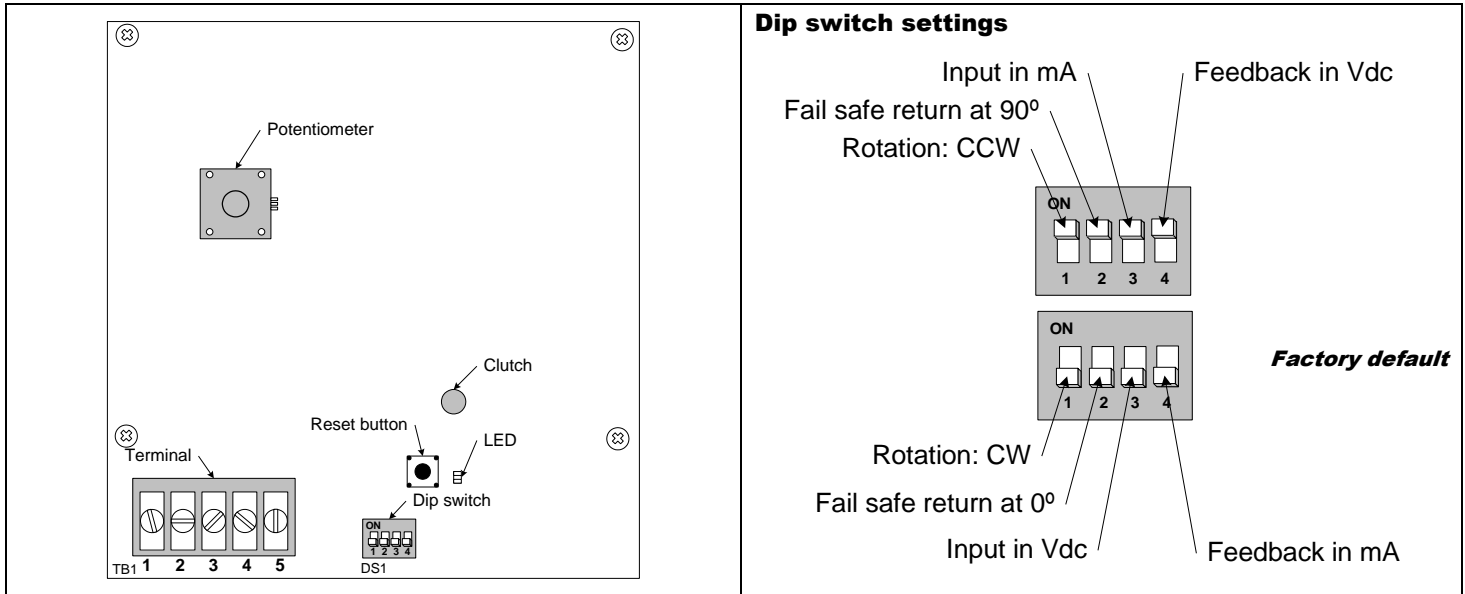 Potentiometer
Clutch
Reset button
LED
Terminal
Dip switch
ON
1 2 3 4
TB1 1 2 3 4 5
DS1
Dip switch settings
Input in mA
Feedback in Vdc
Fail safe return at 90º
Rotation: CCW
ON
1 2 3 4
ON
Factory default
1 2 3 4
Rotation: CW
Fail safe return at 0º
Input in Vdc
Feedback in mA